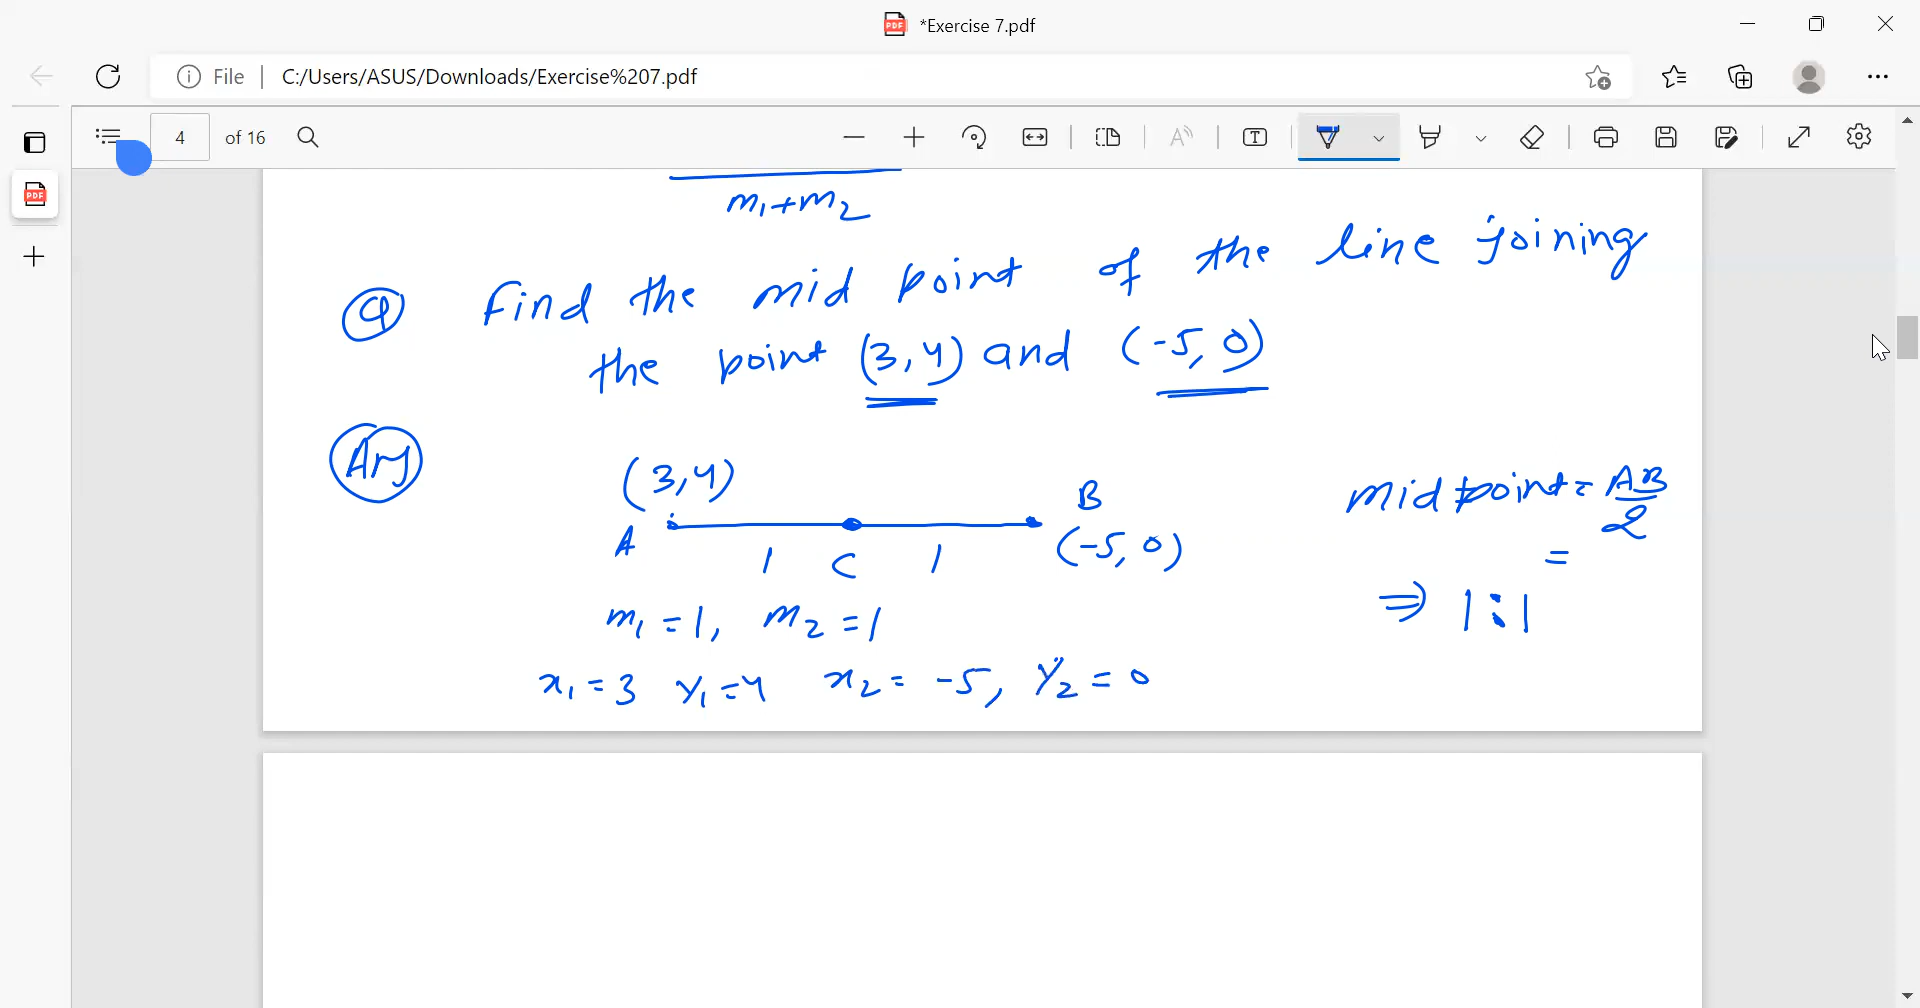 *Exercise 7.pdf
File | C:/Users/ASUS/Downloads/Exercise%207.pdf
4 of 16
m₁+m₂
Q Find the mid point of the line joining
the point (3,4) and (-5,0)
Ans
(3,4)
A
B
(-5,0)
1 C 1
mid point = AB/2
=
⇒ 1:1
m₁ = 1, m₂ = 1
x₁ = 3 y₁ = 4 x₂ = -5, y₂ = 0